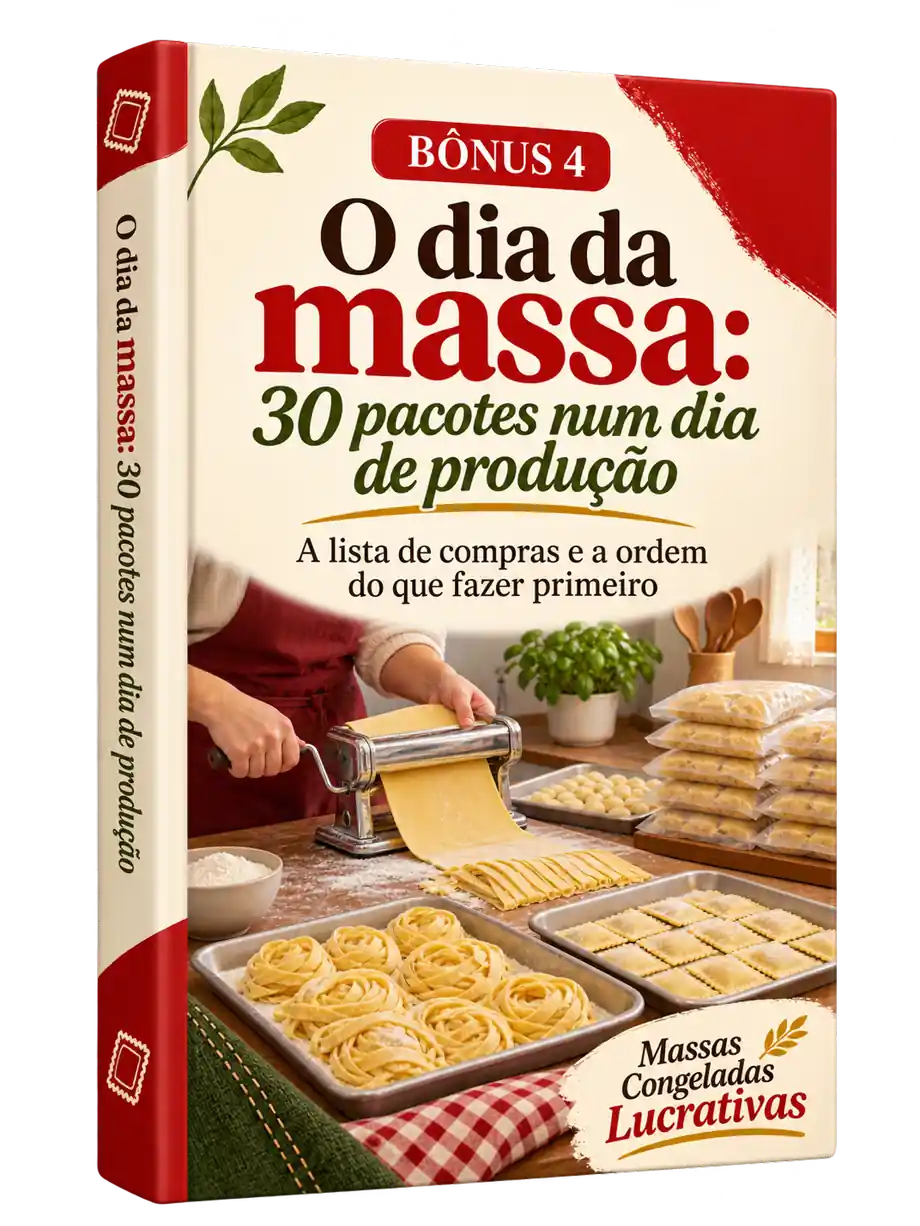 BÔNUS 4
O dia da
massa:
30 pacotes num dia
de produção
A lista de compras e a ordem
do que fazer primeiro
O dia da massa: 30 pacotes num dia de produção
Massas
Congeladas
Lucrativas